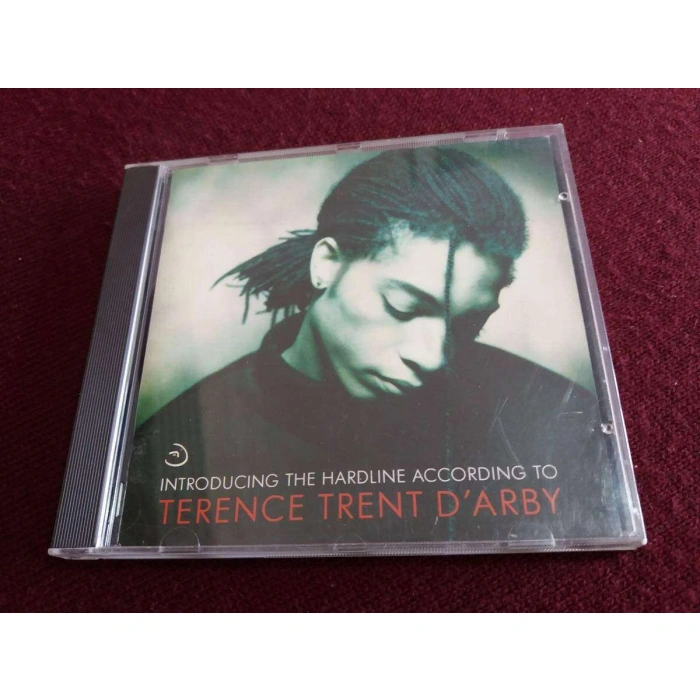 INTRODUCING THE HARDLINE ACCORDING TO
TERENCE TRENT D'ARBY